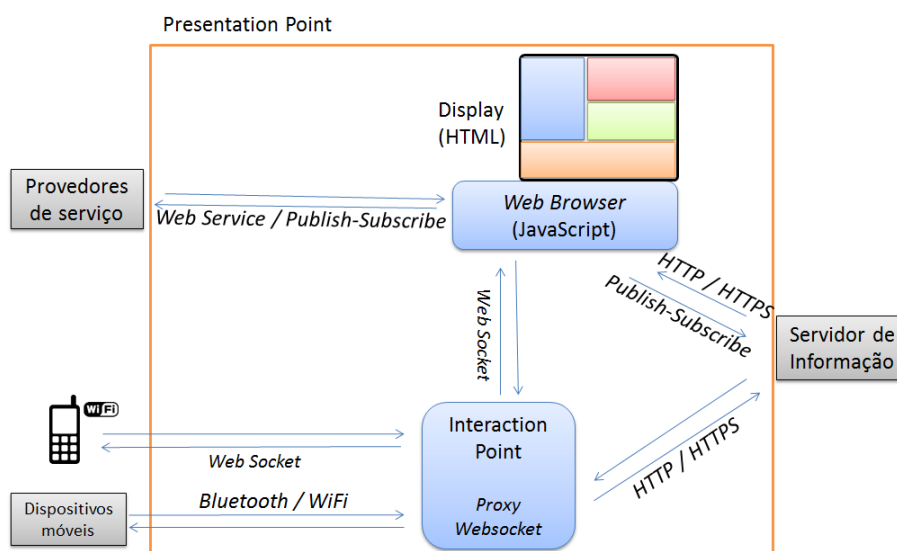 Presentation Point
Display
(HTML)
Provedores
de serviço
Web Service / Publish-Subscribe
Web Browser
(JavaScript)
HTTP / HTTPS
Publish-Subscribe
Servidor de
Informação
Web Socket
WiFi
Web Socket
Interaction
Point
Proxy
Websocket
HTTP / HTTPS
Dispositivos
móveis
Bluetooth / WiFi